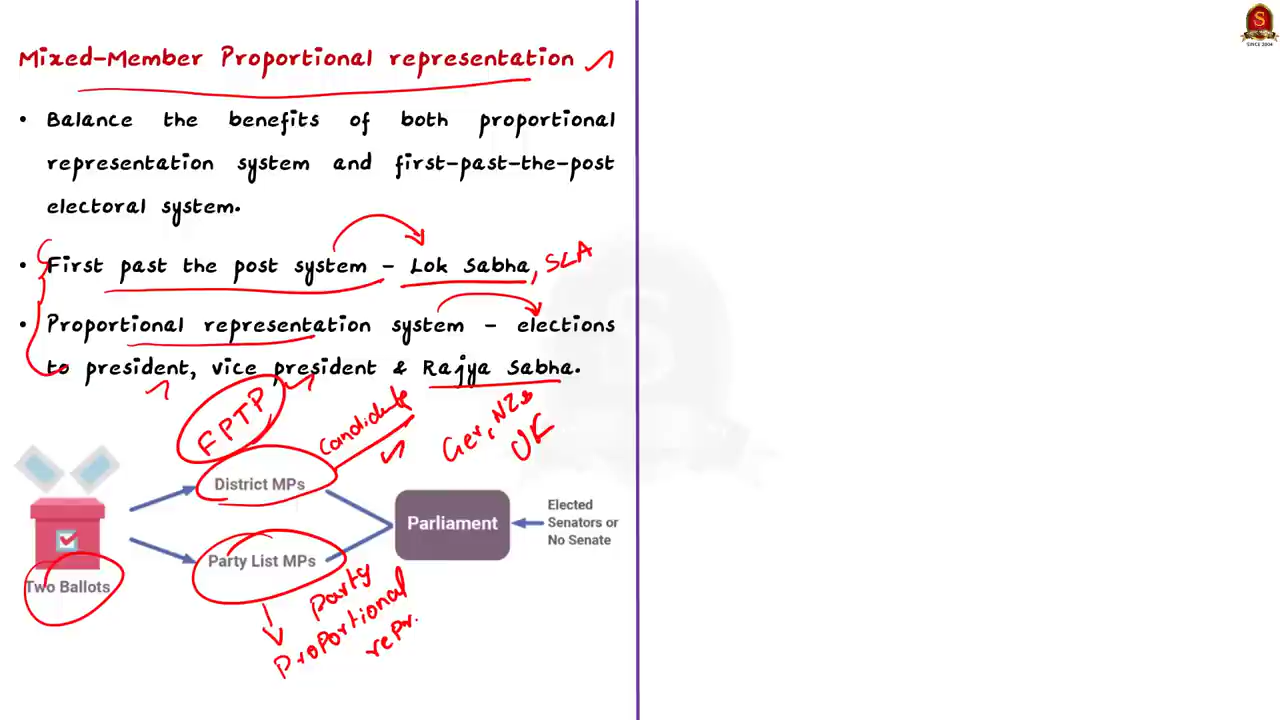 Mixed-Member Proportional representation
• Balance the benefits of both proportional
representation system and first-past-the-post
electoral system.
• First past the post system - Lok Sabha, SLA
• Proportional representation system - elections
to president, vice president & Rajya Sabha.
FPTP
Candidate
Ger, NZ &
UK
District MPs
Parliament
Elected
Senators or
No Senate
Party List MPs
Two Ballots
Party
Proportional
repr.
S
SINCE 2004